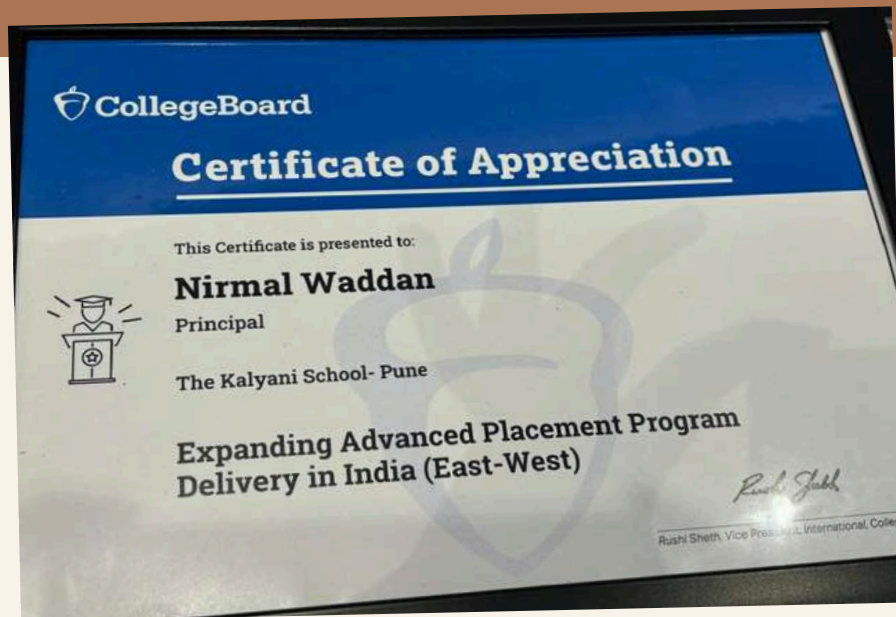 CollegeBoard
Certificate of Appreciation
This Certificate is presented to:
Nirmal Waddan
Principal
The Kalyani School- Pune
Expanding Advanced Placement Program
Delivery in India (East-West)
Rushi Sheth, Vice President, International,